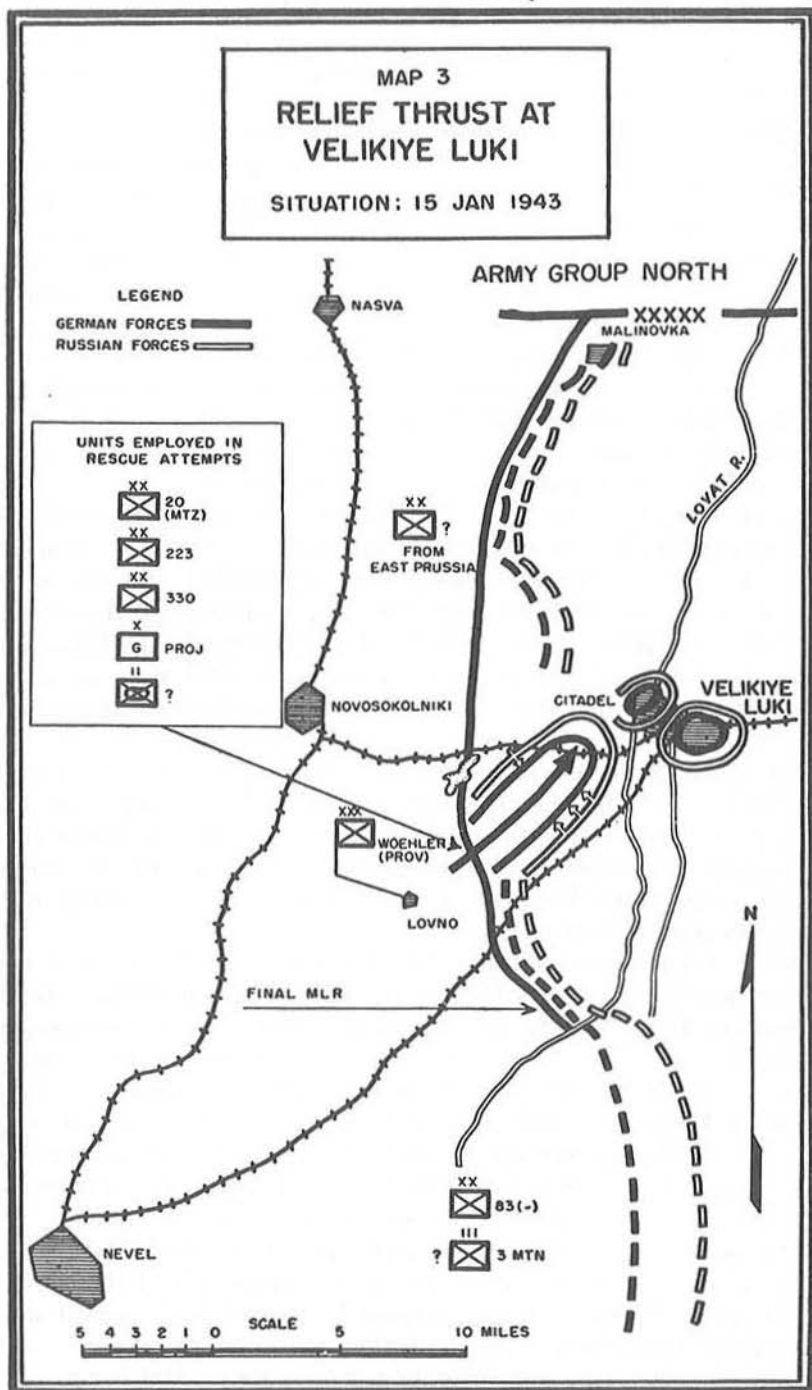 MAP 3
RELIEF THRUST AT
VELIKIYE LUKI
SITUATION: 15 JAN 1943
LEGEND
GERMAN FORCES
RUSSIAN FORCES
NASVA
ARMY GROUP NORTH
XXXXX
MALINOVKA
UNITS EMPLOYED IN
RESCUE ATTEMPTS
XX
20
(MTZ)
XX
223
XX
330
X
G PROJ
II
?
XX
?
FROM
EAST PRUSSIA
LOVAT R.
NOVOSOKOLNIKI
CITADEL
VELIKIYE
LUKI
XXX
WOEHLER
(PROV)
LOVNO
N
FINAL MLR
XX
83(-)
III
? 3 MTN
NEVEL
SCALE
5 4 3 2 1 0 5 10 MILES